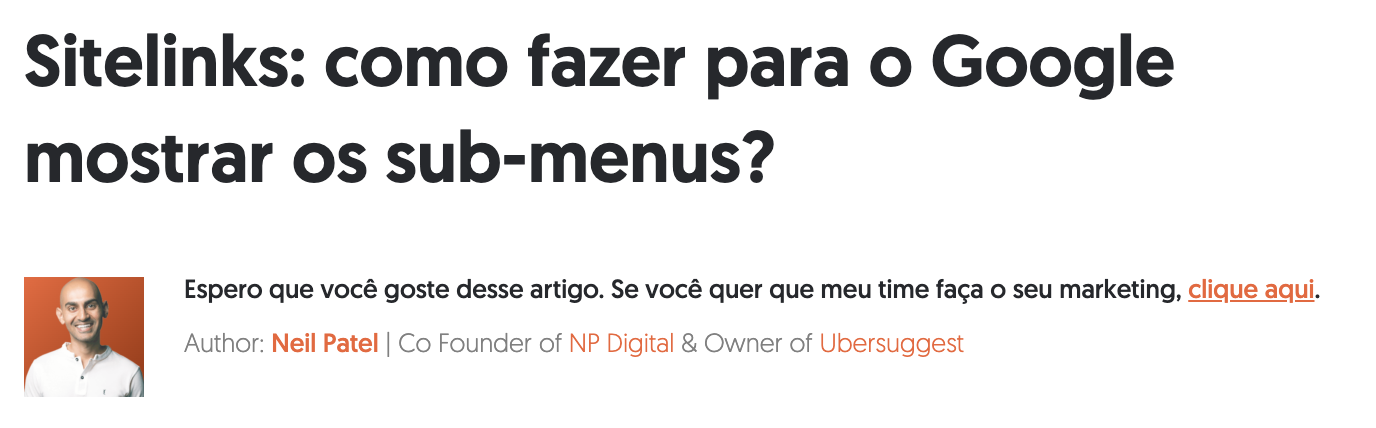 Sitelinks: como fazer para o Google
mostrar os sub-menus?
Espero que você goste desse artigo. Se você quer que meu time faça o seu marketing, clique aqui.
Author: Neil Patel | Co Founder of NP Digital & Owner of Ubersuggest